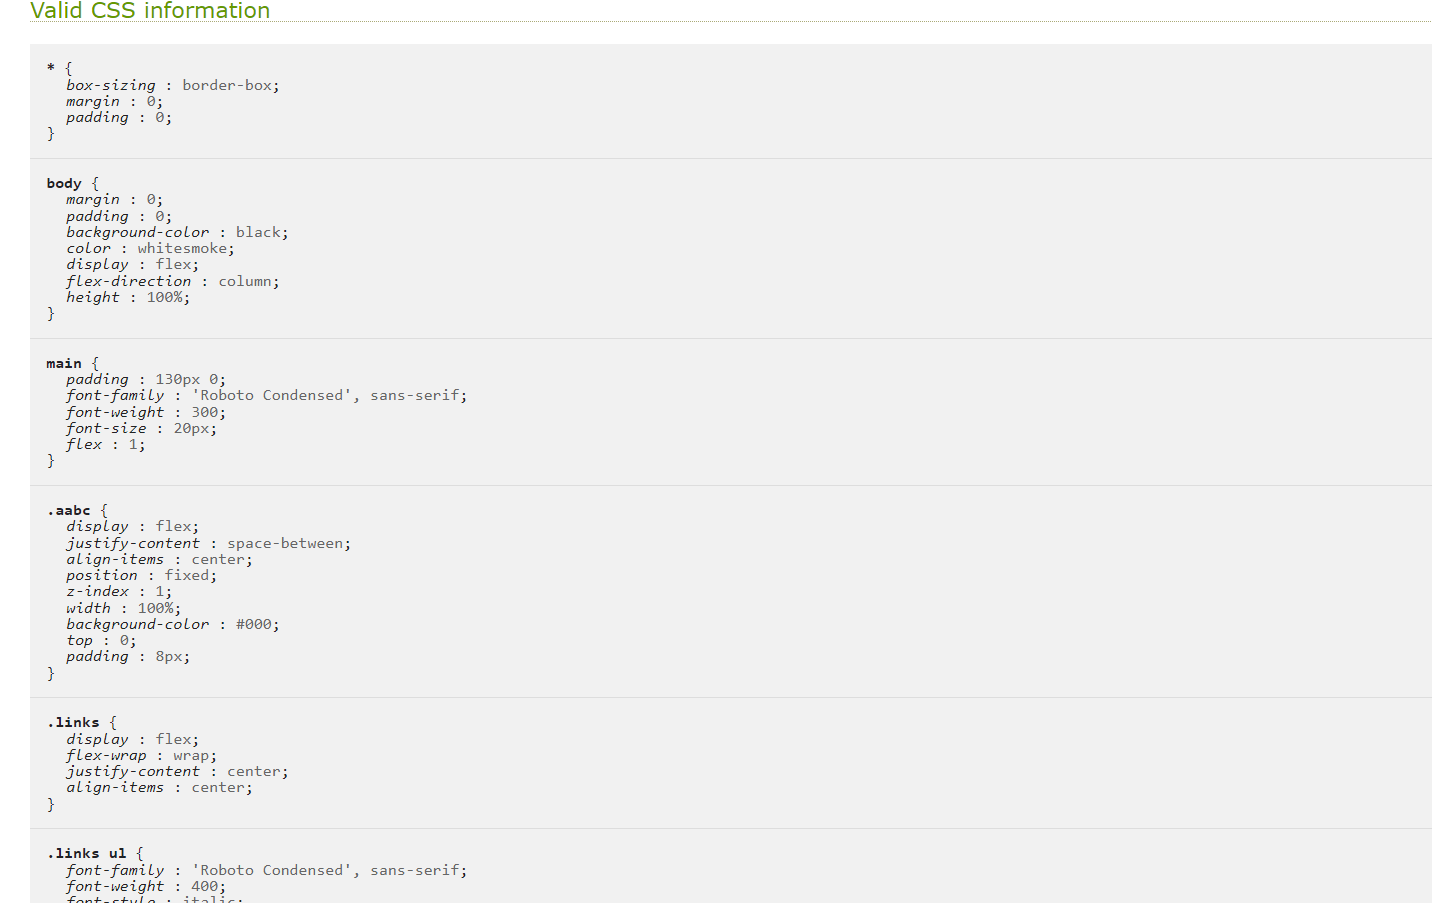 Valid CSS information
* {
box-sizing : border-box;
margin : 0;
padding : 0;
}
body {
margin : 0;
padding : 0;
background-color : black;
color : whitesmoke;
display : flex;
flex-direction : column;
height : 100%;
}
main {
padding : 130px 0;
font-family : 'Roboto Condensed', sans-serif;
font-weight : 300;
font-size : 20px;
flex : 1;
}
.aabc {
display : flex;
justify-content : space-between;
align-items : center;
position : fixed;
z-index : 1;
width : 100%;
background-color : #000;
top : 0;
padding : 8px;
}
.links {
display : flex;
flex-wrap : wrap;
justify-content : center;
align-items : center;
}
.links ul {
font-family : 'Roboto Condensed', sans-serif;
font-weight : 400;
font-style : italic;